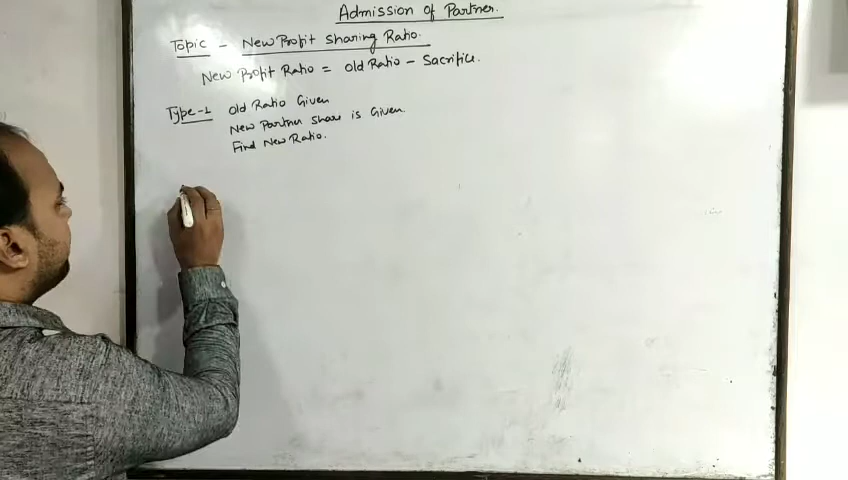 Admission of Partner.
Topic - New Profit Sharing Ratio.
New Profit Ratio = Old Ratio - Sacrifice.
Type-1 Old Ratio Given
New Partner Share is Given.
Find New Ratio.